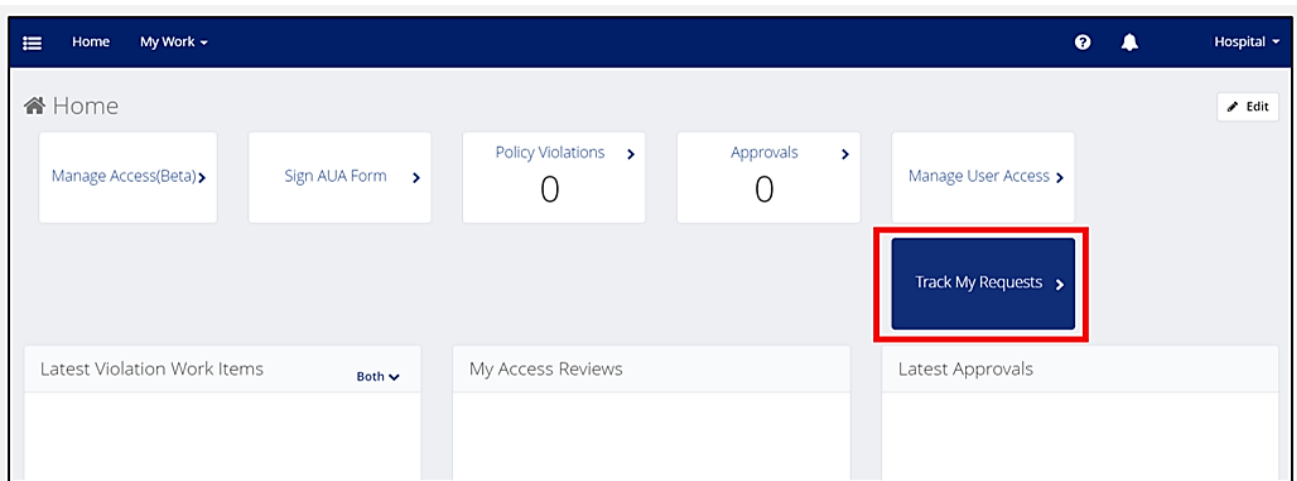 Home My Work
Hospital
Home
Edit
Manage Access(Beta)
Sign AUA Form
Policy Violations
0
Approvals
0
Manage User Access
Track My Requests
Latest Violation Work Items
Both
My Access Reviews
Latest Approvals